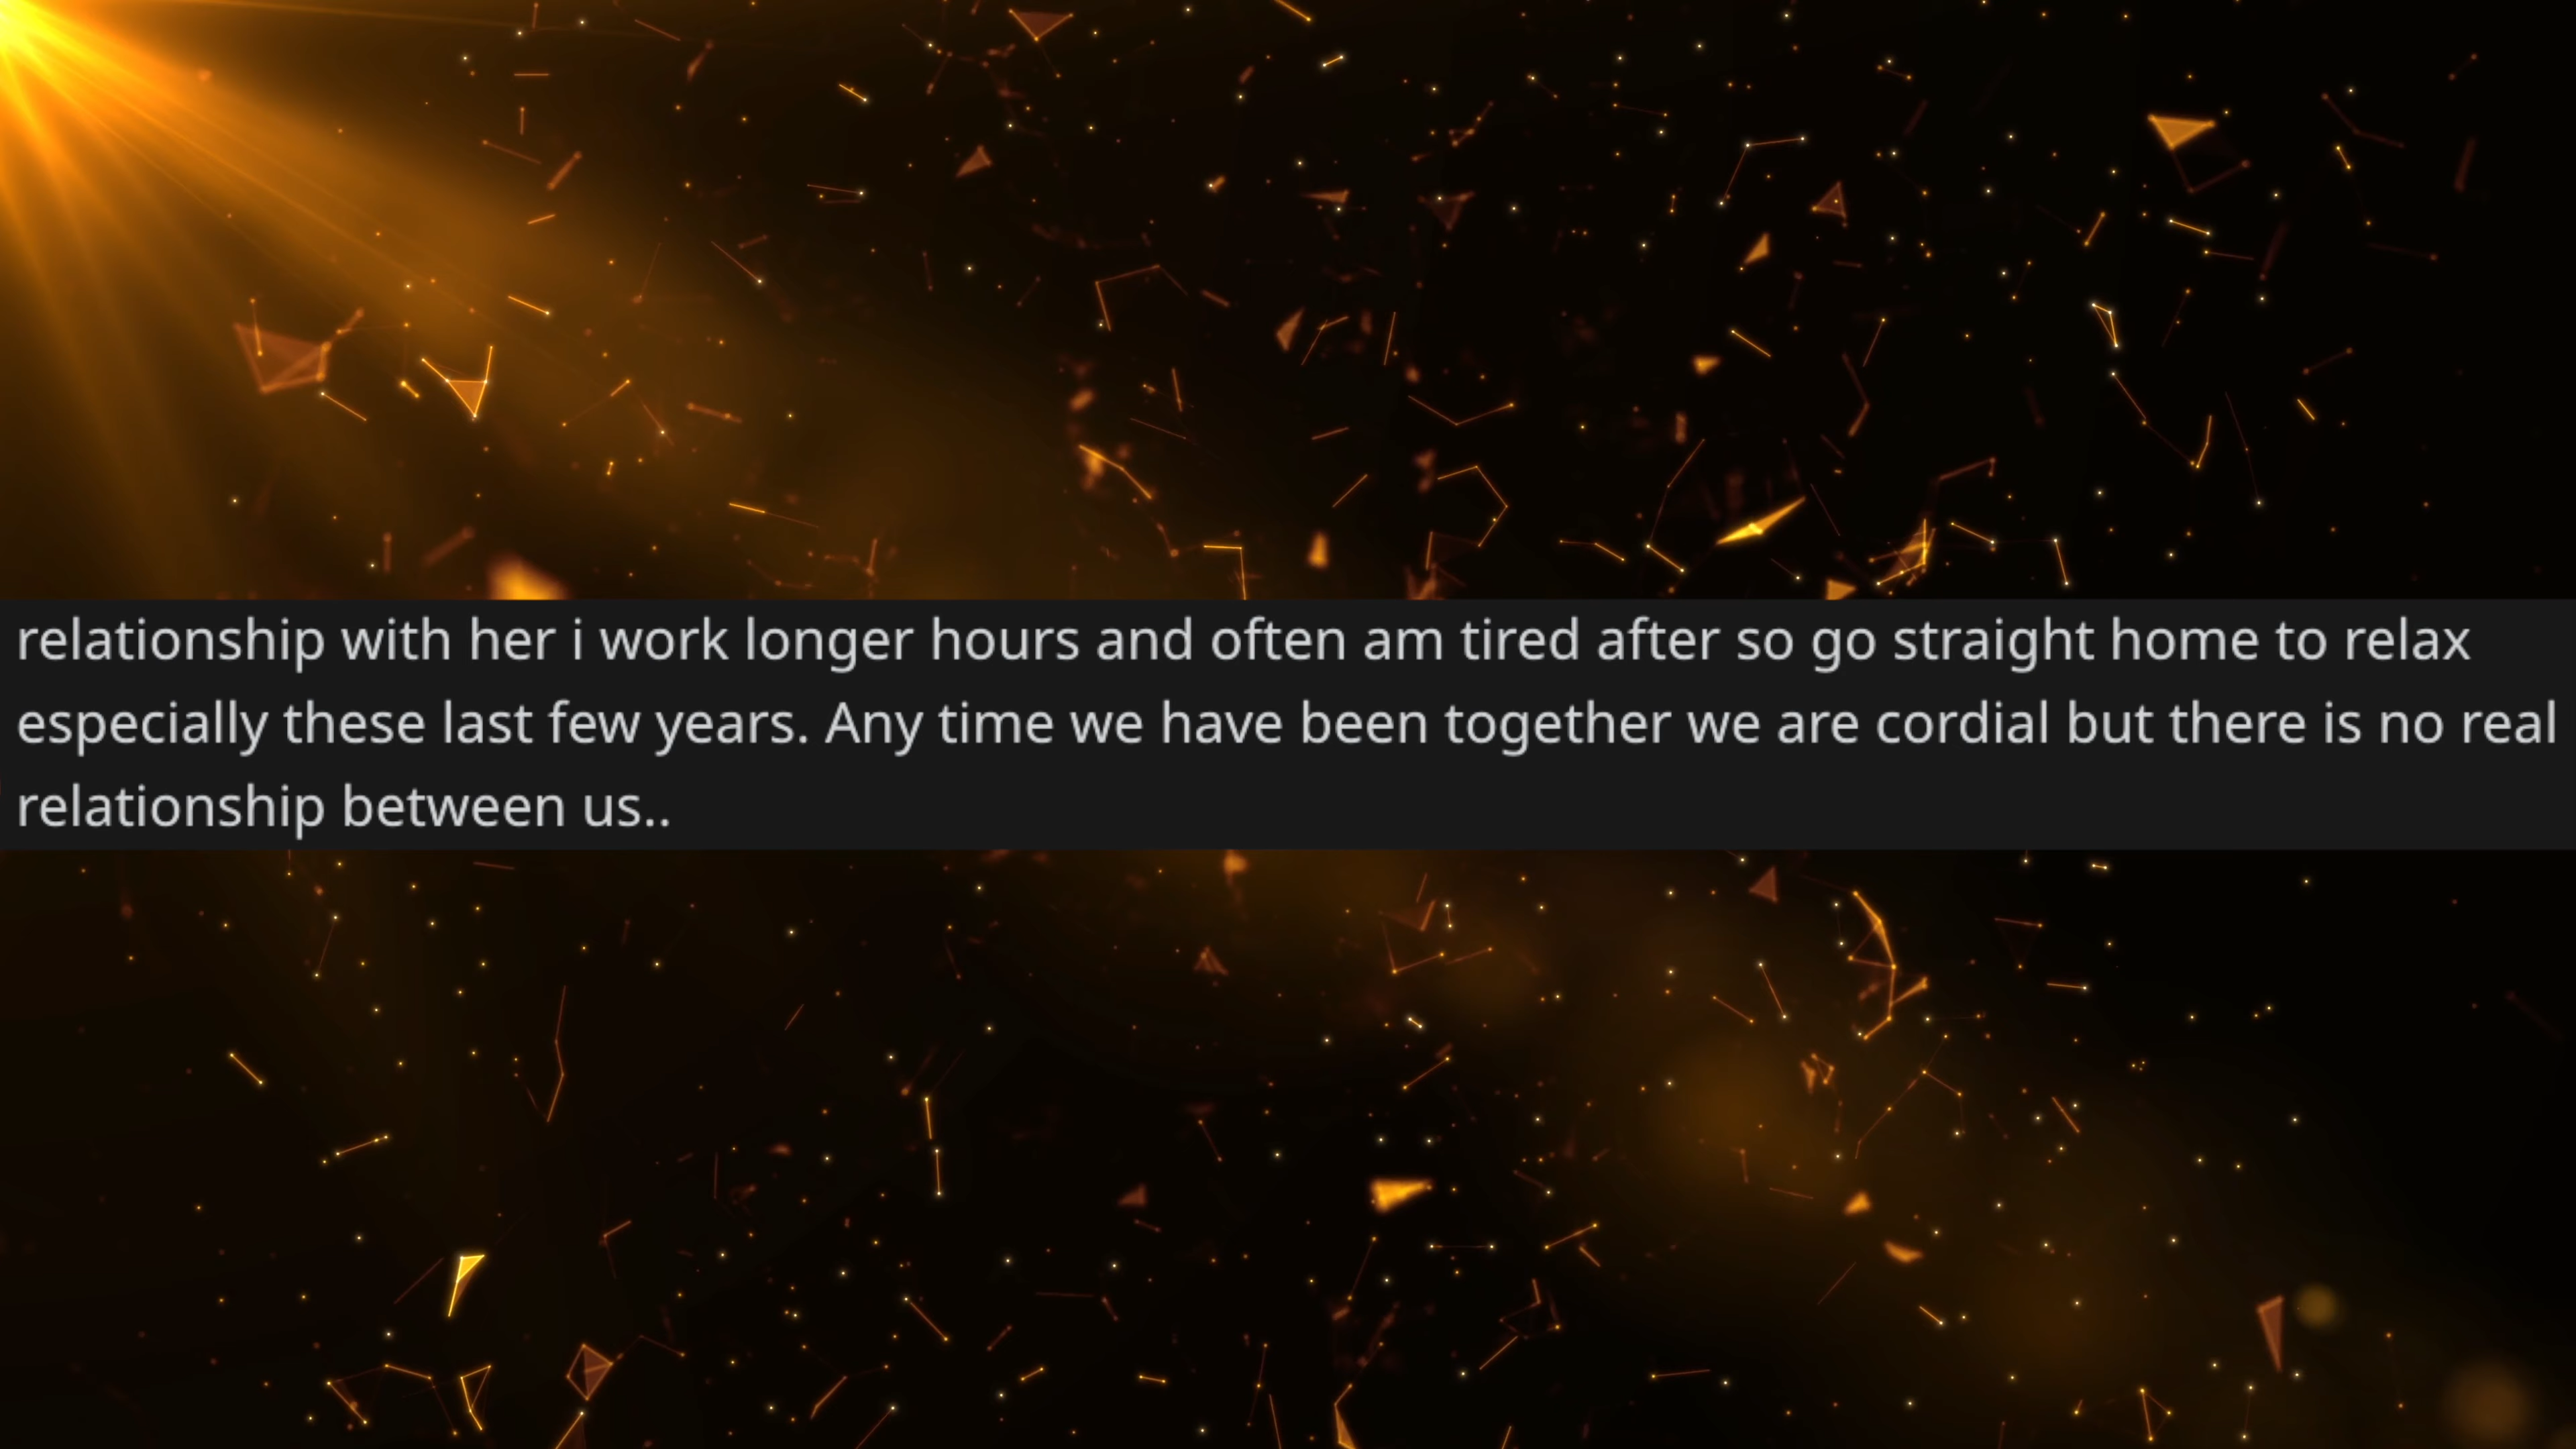 relationship with her i work longer hours and often am tired after so go straight home to relax
especially these last few years. Any time we have been together we are cordial but there is no real
relationship between us..